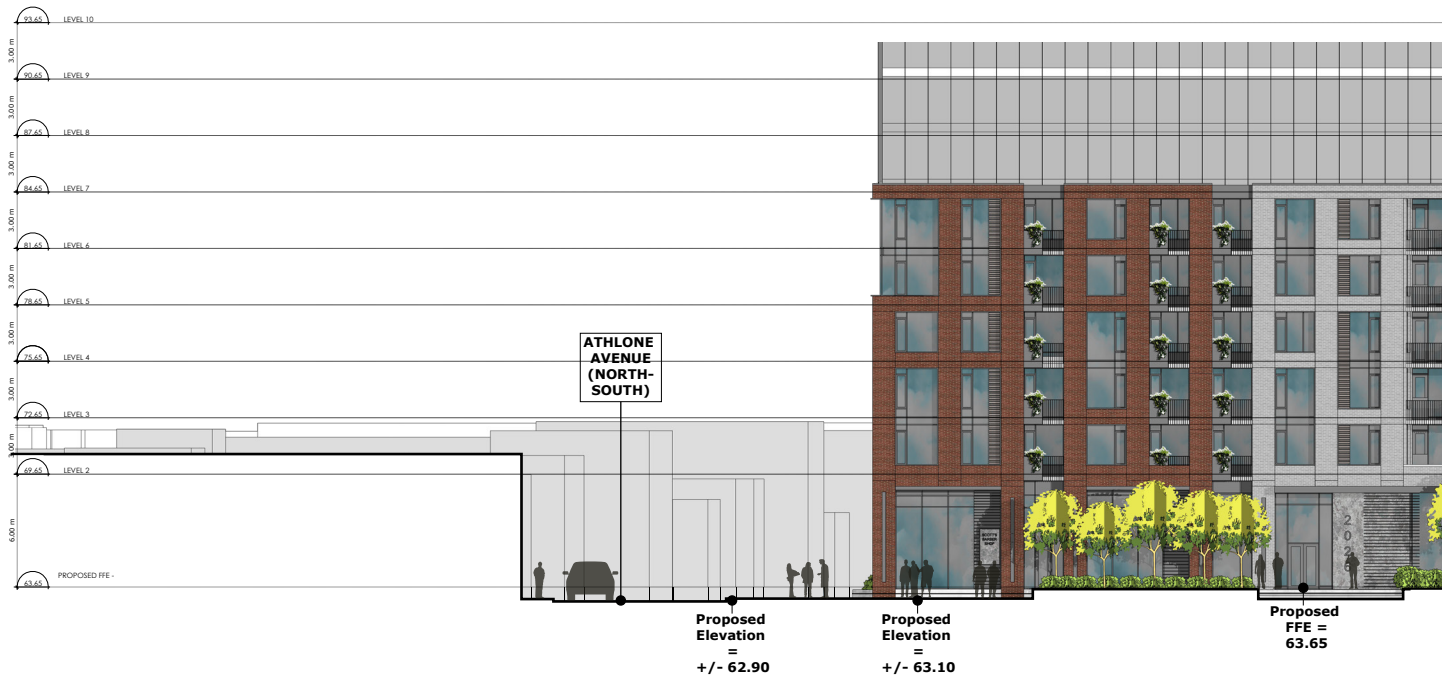 93.65 LEVEL 10
3.00 m
90.65 LEVEL 9
3.00 m
87.65 LEVEL 8
3.00 m
84.65 LEVEL 7
3.00 m
81.65 LEVEL 6
3.00 m
78.65 LEVEL 5
3.00 m
75.65 LEVEL 4
3.00 m
72.65 LEVEL 3
3.00 m
69.65 LEVEL 2
6.00 m
63.65 PROPOSED FFE -
ATHLONE
AVENUE
(NORTH-
SOUTH)
SCOTT'S
BARBER
SHOP
Proposed
Elevation
=
+/- 62.90
Proposed
Elevation
=
+/- 63.10
Proposed
FFE =
63.65